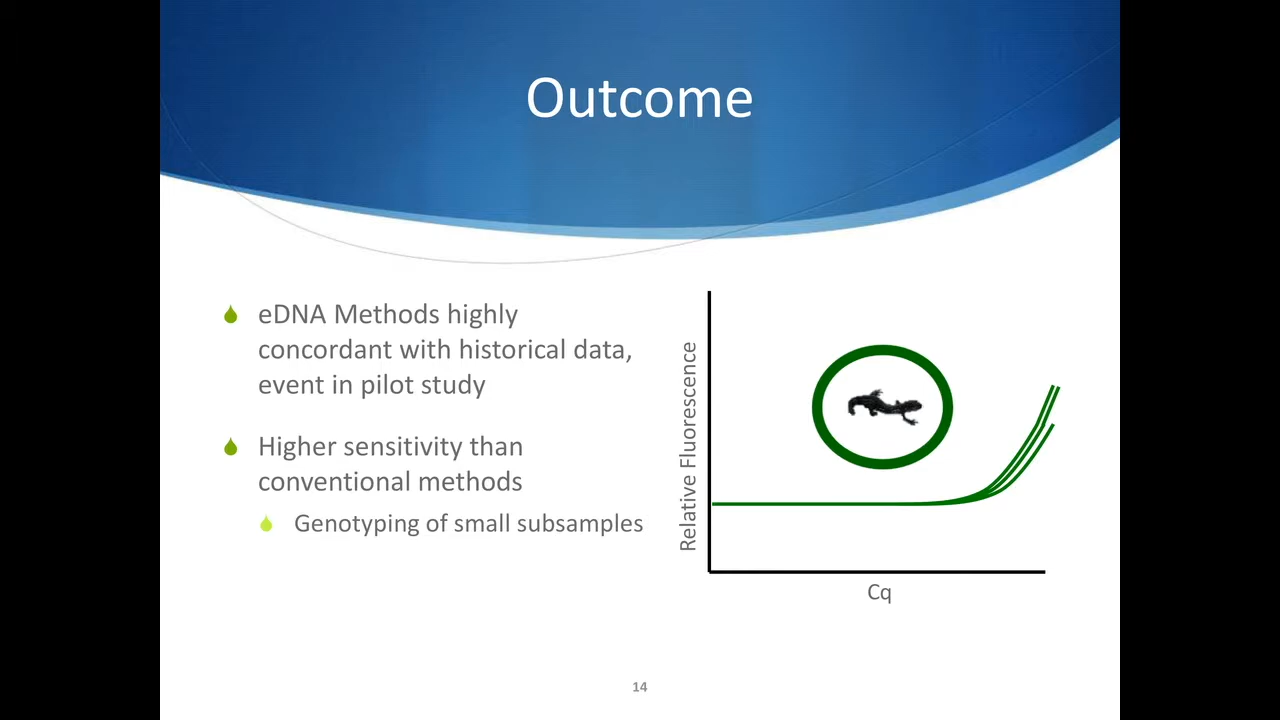 Outcome
eDNA Methods highly
concordant with historical data,
event in pilot study
Higher sensitivity than
conventional methods
Genotyping of small subsamples
Relative Fluorescence
Cq
14